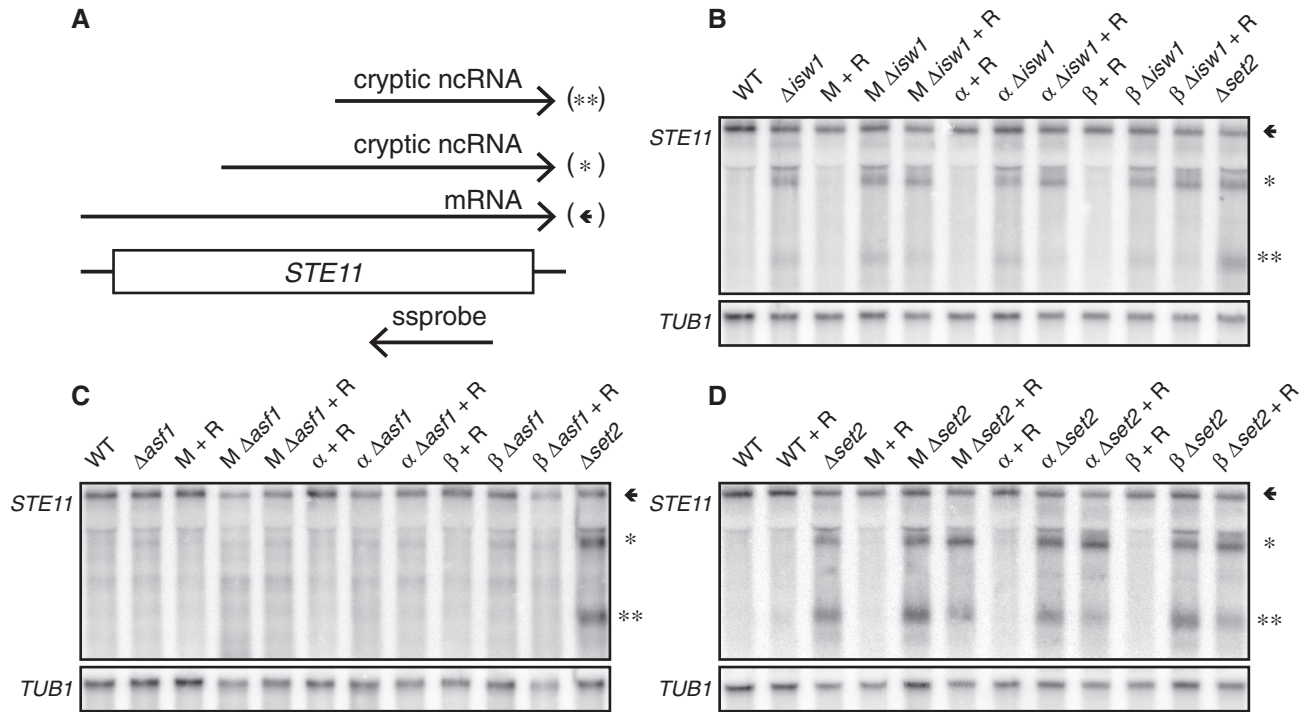 A
cryptic ncRNA
(**)
cryptic ncRNA
(*)
mRNA
(←)
STE11
ssprobe
B
WT
Δisw1
M + R
M Δisw1
M Δisw1 + R
α + R
α Δisw1
α Δisw1 + R
β + R
β Δisw1
β Δisw1 + R
Δset2
STE11
←
*
**
TUB1
C
WT
Δasf1
M + R
M Δasf1
M Δasf1 + R
α + R
α Δasf1
α Δasf1 + R
β + R
β Δasf1
β Δasf1 + R
Δset2
STE11
←
*
**
TUB1
D
WT
WT + R
Δset2
M + R
M Δset2
M Δset2 + R
α + R
α Δset2
α Δset2 + R
β + R
β Δset2
β Δset2 + R
STE11
←
*
**
TUB1